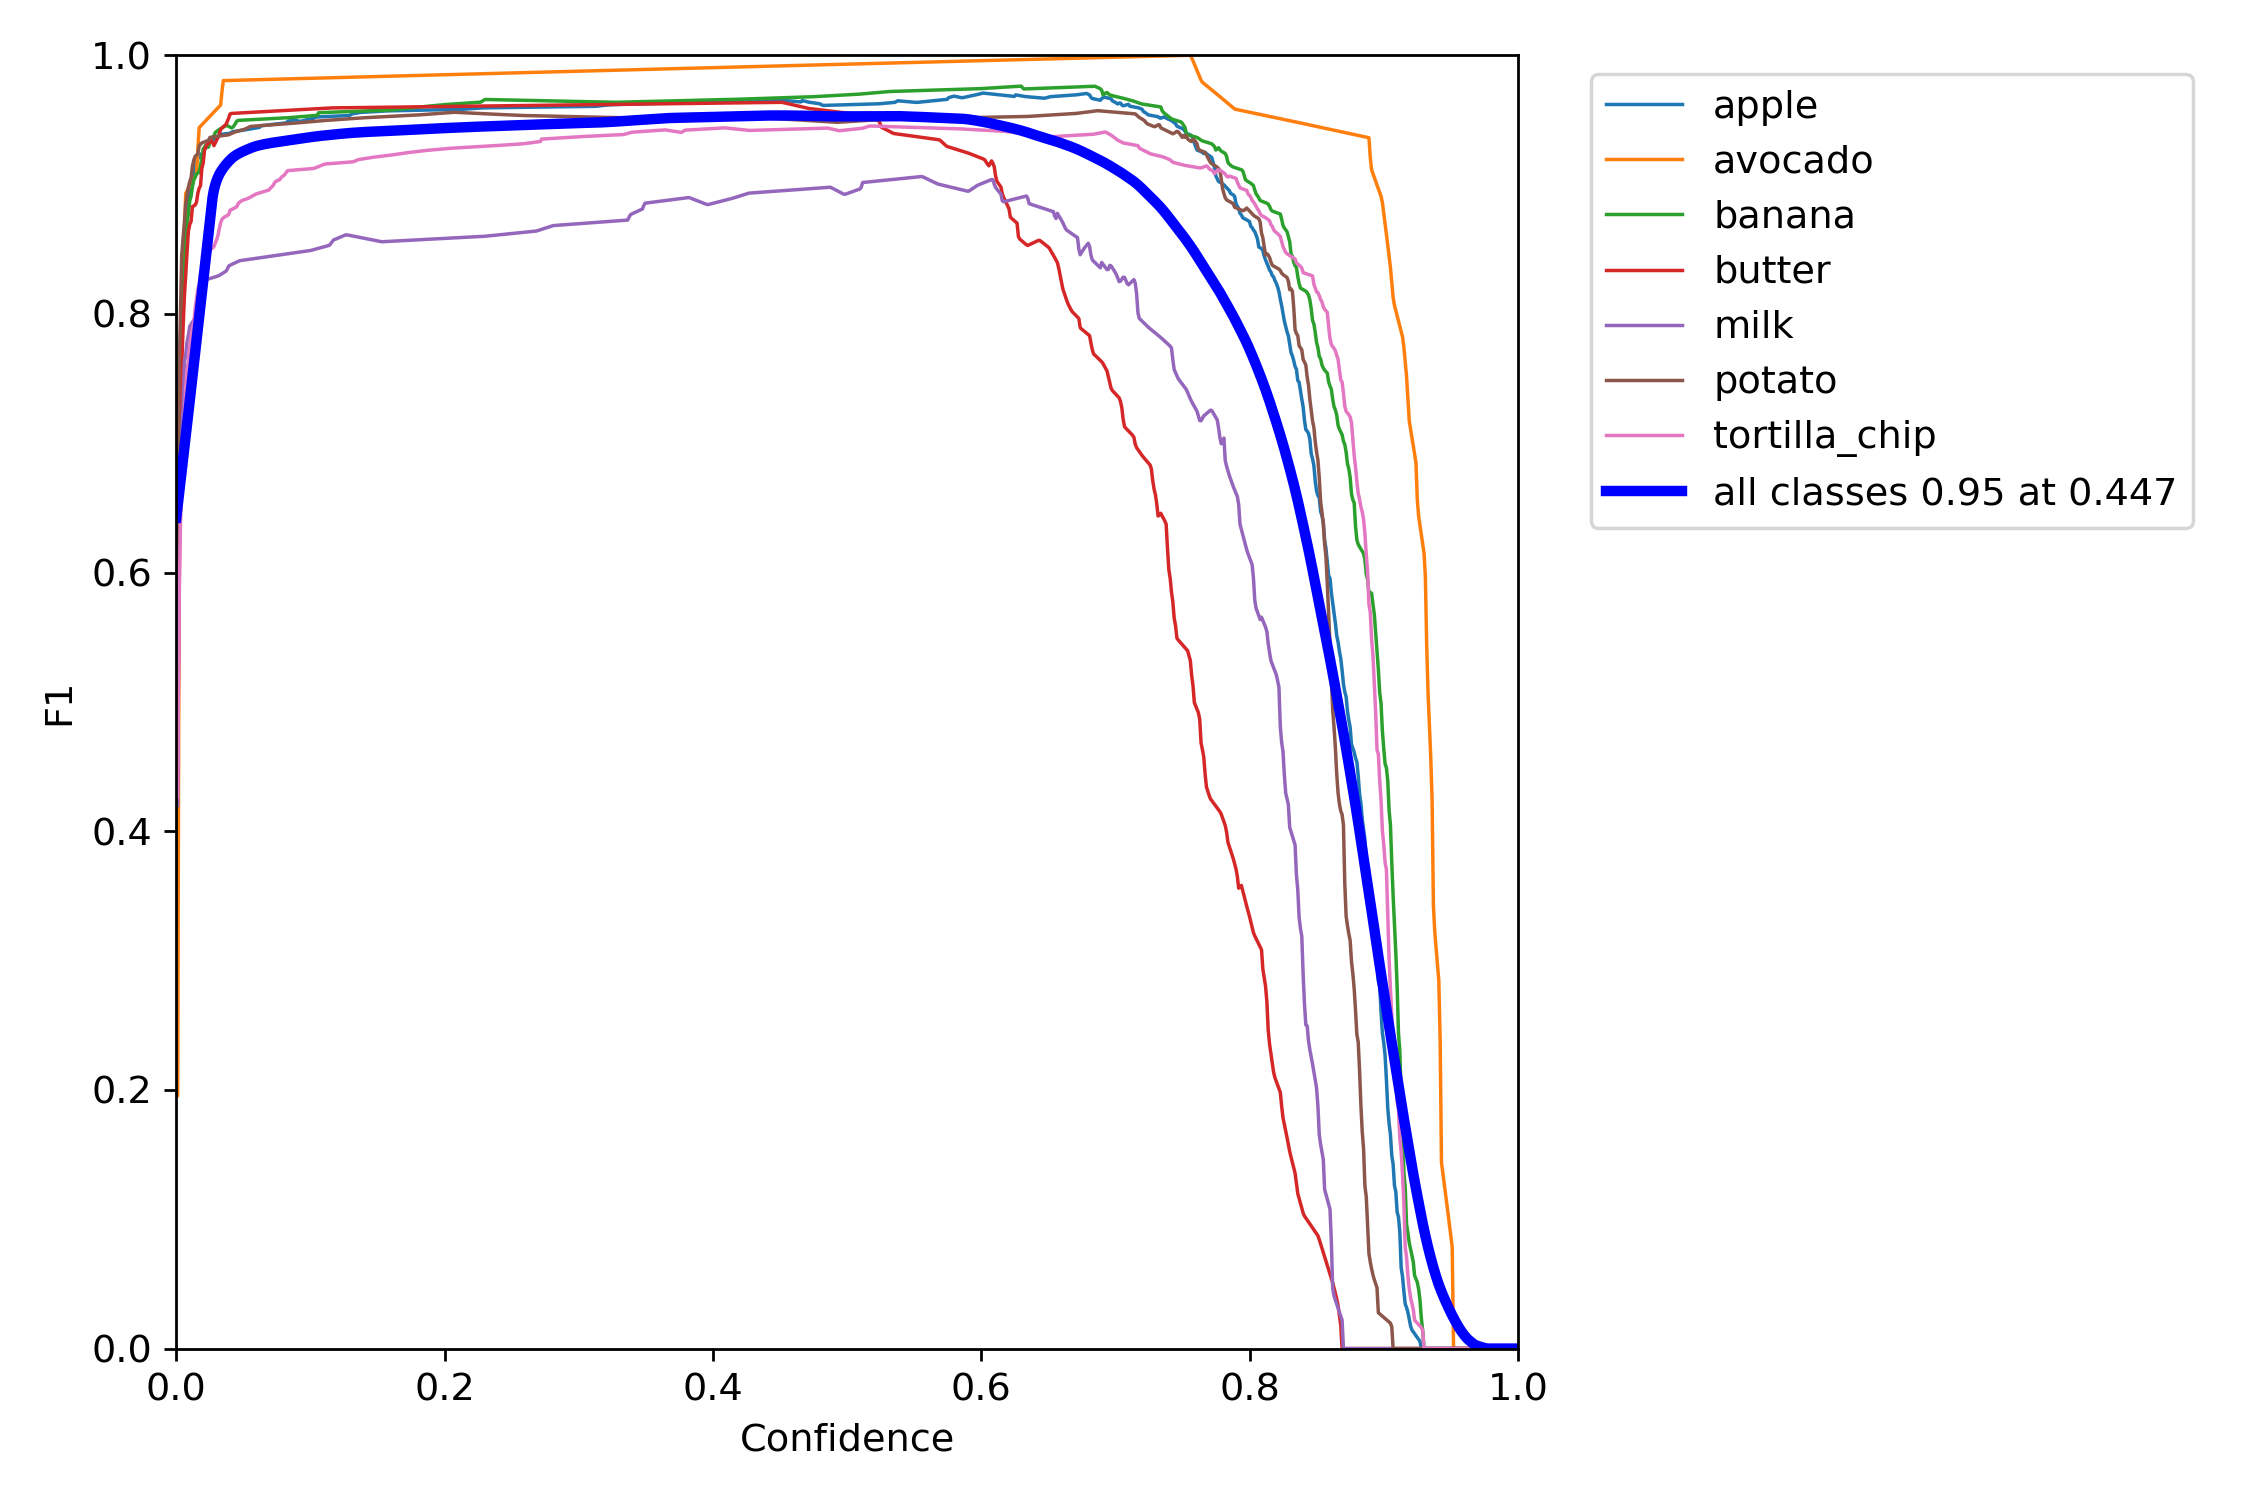 1.0
0.8
0.6
0.4
0.2
0.0
F1
0.0 0.2 0.4 0.6 0.8 1.0
Confidence
apple
avocado
banana
butter
milk
potato
tortilla_chip
all classes 0.95 at 0.447